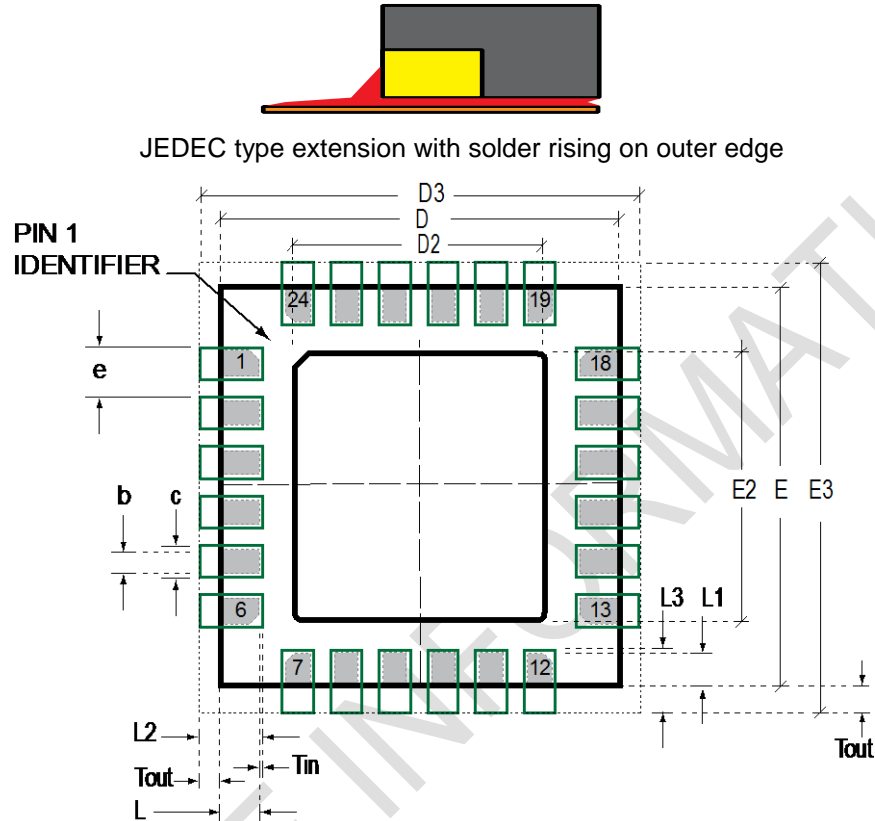 JEDEC type extension with solder rising on outer edge
D3
D
D2
PIN 1
IDENTIFIER
24
19
1
18
e
b
c
E2
E
E3
6
13
L3
L1
7
12
L2
Tin
Tout
Tout
L
INFORMATI